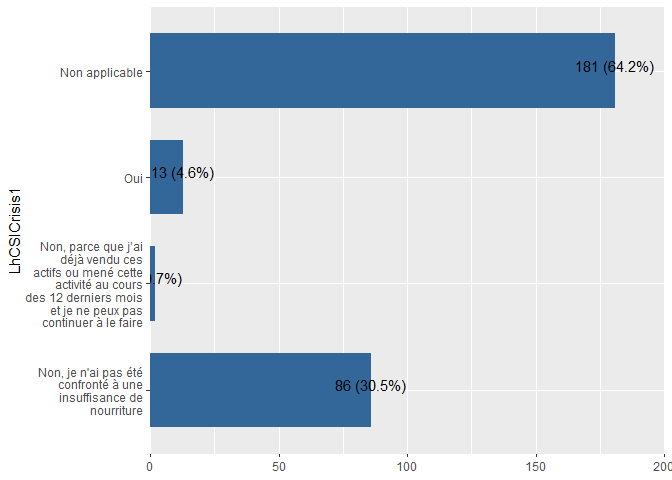 LhCSICrisis1
Non applicable
181 (64.2%)
Oui
13 (4.6%)
Non, parce que j'ai
déjà vendu ces
actifs ou mené cette
activité au cours
des 12 derniers mois
et je ne peux pas
continuer à le faire
.7%)
Non, je n'ai pas été
confronté à une
insuffisance de
nourriture
86 (30.5%)
0 50 100 150 200